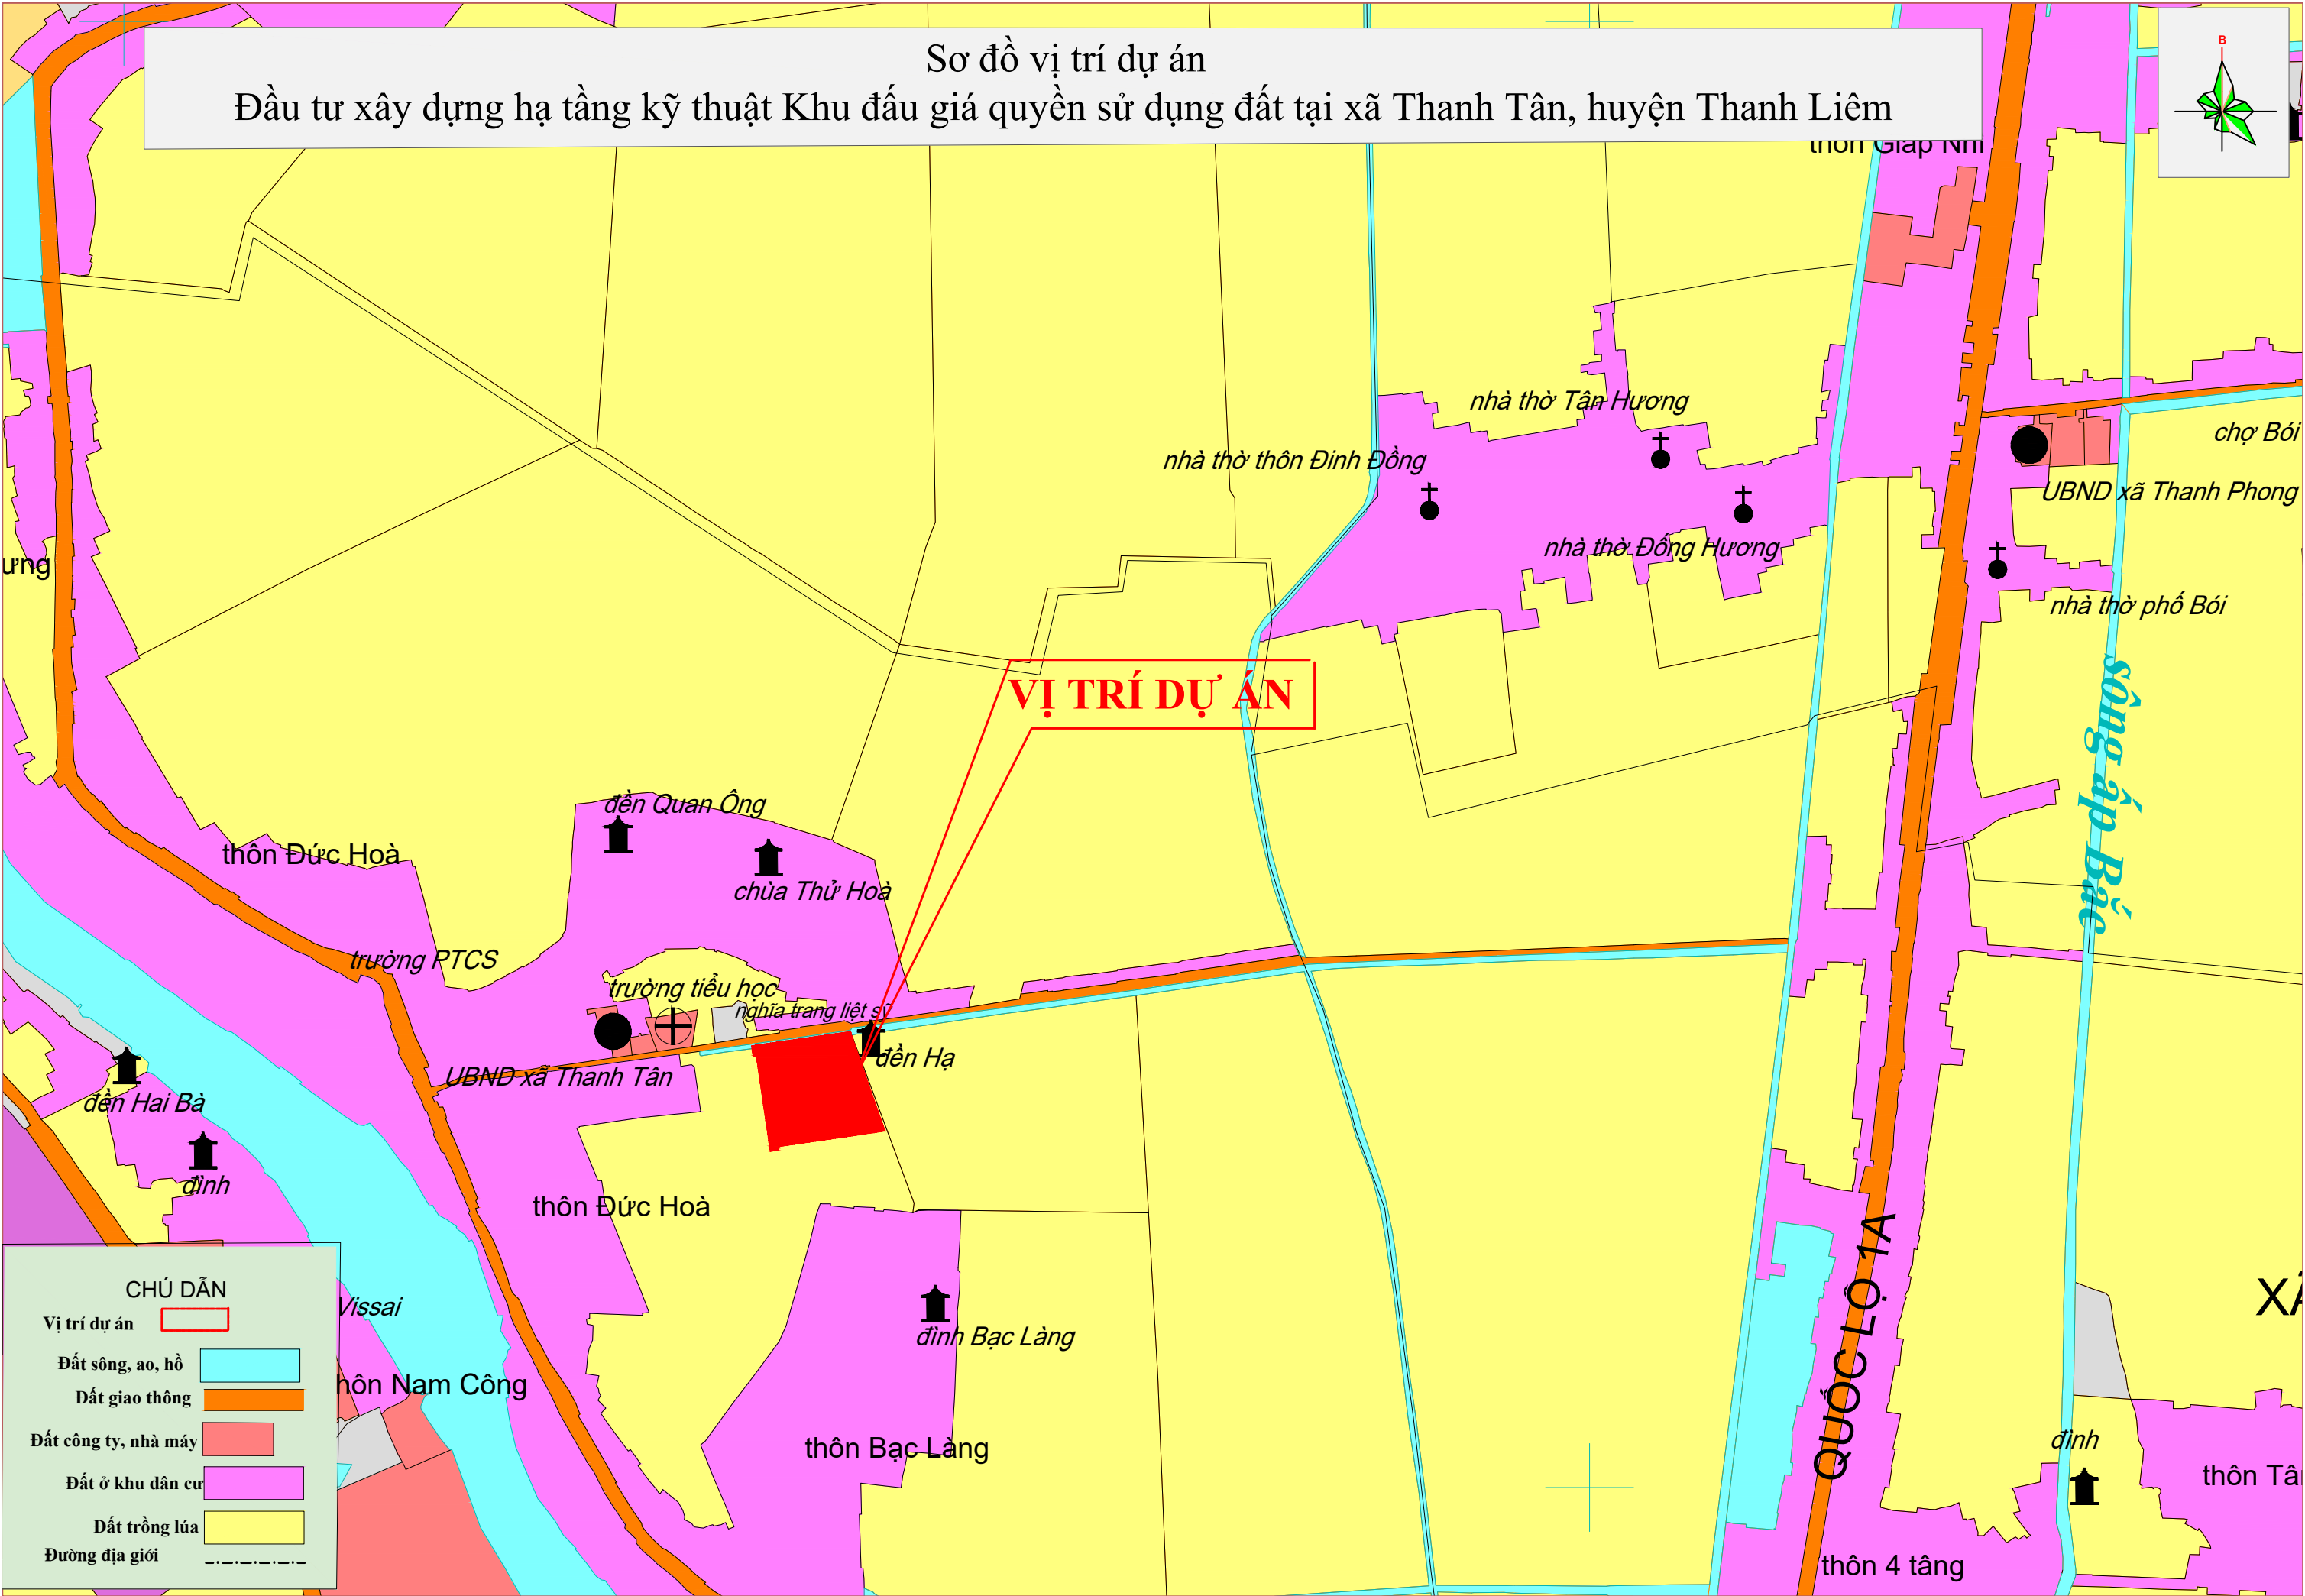 Sơ đồ vị trí dự án
Đầu tư xây dựng hạ tầng kỹ thuật Khu đấu giá quyền sử dụng đất tại xã Thanh Tân, huyện Thanh Liêm
B
thôn Giáp Nhì
nhà thờ Tân Hương
chợ Bói
nhà thờ thôn Đinh Đồng
UBND xã Thanh Phong
nhà thờ Đống Hương
ưng
nhà thờ phố Bói
VỊ TRÍ DỰ ÁN
sông ấp Bắc
đền Quan Ông
thôn Đức Hoà
chùa Thử Hoà
trường PTCS
trường tiểu học
nghĩa trang liệt sỹ
đền Hạ
UBND xã Thanh Tân
đền Hai Bà
đình
thôn Đức Hoà
QUỐC LỘ 1A
XÃ
CHÚ DẪN
Vị trí dự án
Vissai
đình Bạc Làng
Đất sông, ao, hồ
hôn Nam Công
Đất giao thông
Đất công ty, nhà máy
thôn Bạc Làng
đình
Đất ở khu dân cư
thôn Tâ
Đất trồng lúa
Đường địa giới
thôn 4 tâng